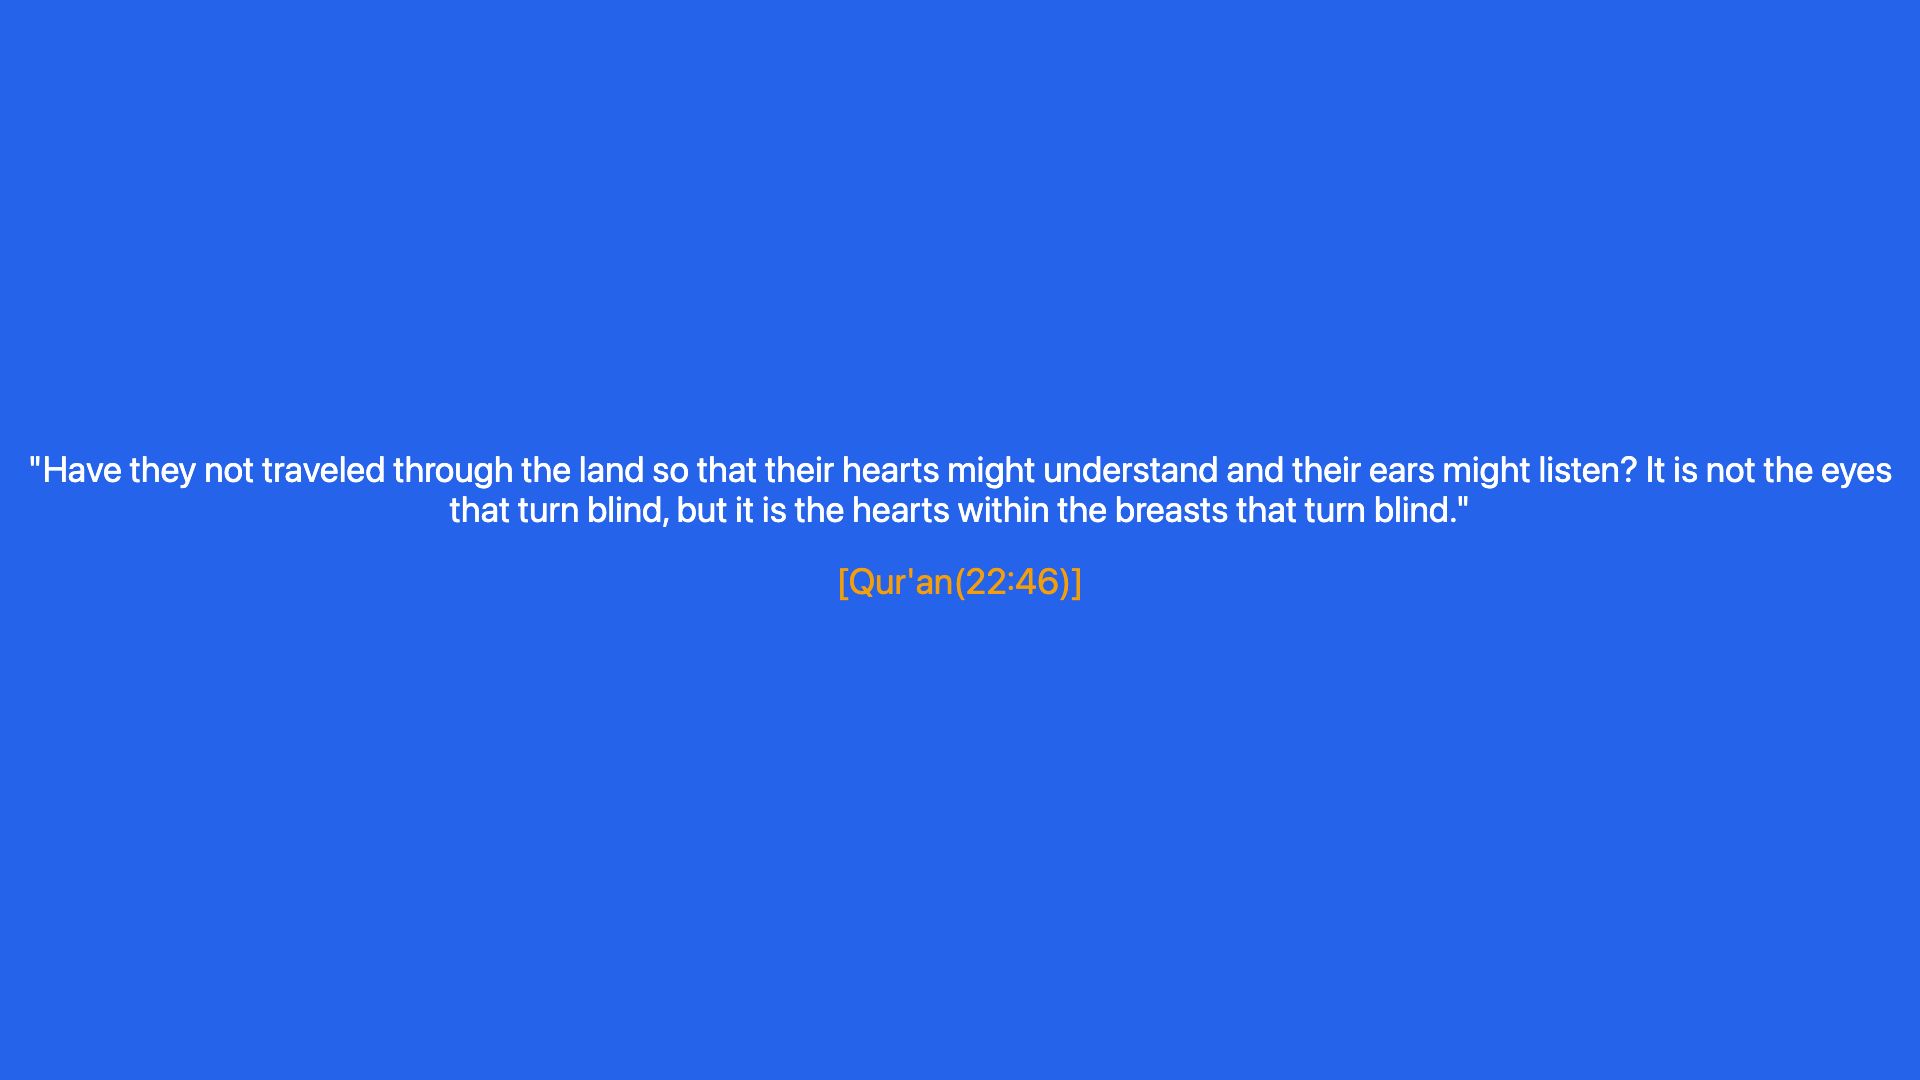 "Have they not traveled through the land so that their hearts might understand and their ears might listen? It is not the eyes
that turn blind, but it is the hearts within the breasts that turn blind."
[Qur'an(22:46)]